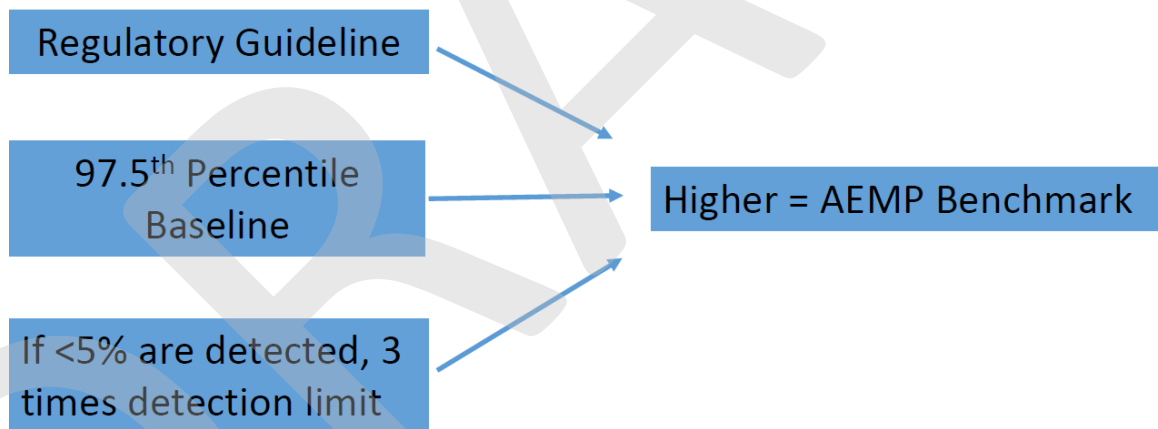 Regulatory Guideline
97.5th Percentile
Baseline
Higher = AEMP Benchmark
If <5% are detected, 3
times detection limit